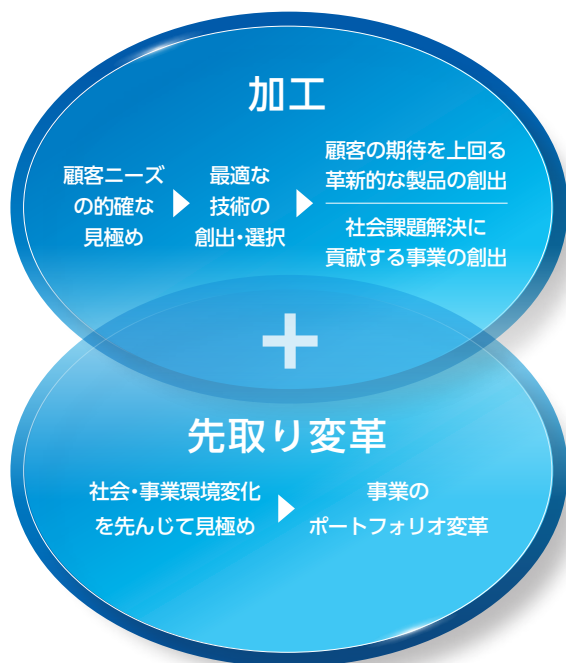 加工
顧客ニーズ
の的確な
見極め
最適な
技術の
創出・選択
顧客の期待を上回る
革新的な製品の創出
社会課題解決に
貢献する事業の創出
+
先取り変革
社会・事業環境変化
を先んじて見極め
事業の
ポートフォリオ変革